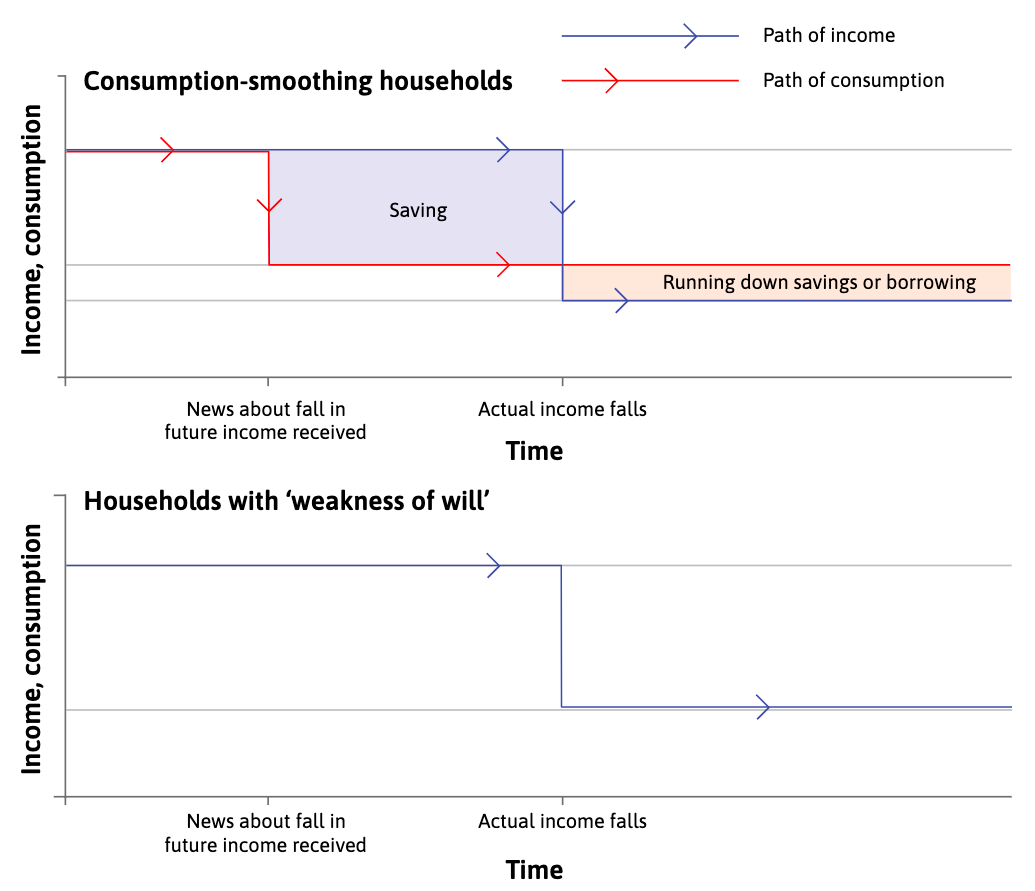 Path of income
Path of consumption
Consumption-smoothing households
Income, consumption
Saving
Running down savings or borrowing
News about fall in
future income received
Actual income falls
Time
Households with ‘weakness of will’
Income, consumption
News about fall in
future income received
Actual income falls
Time